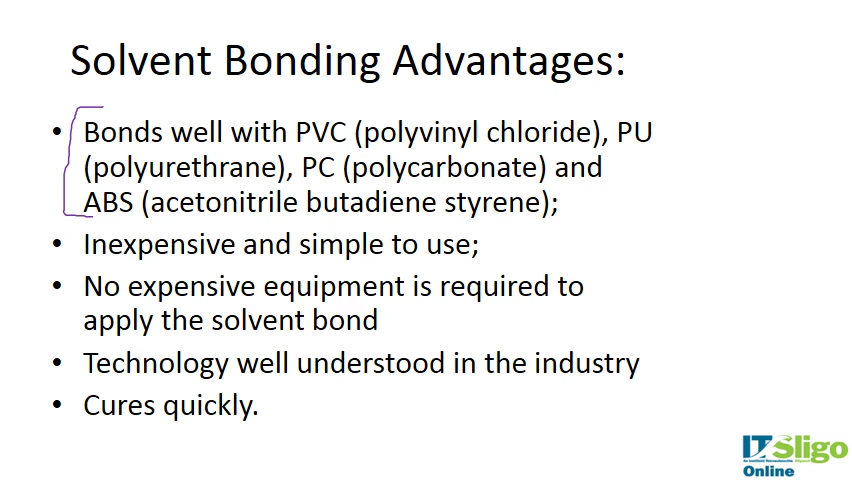 Solvent Bonding Advantages:
• Bonds well with PVC (polyvinyl chloride), PU
(polyurethrane), PC (polycarbonate) and
ABS (acetonitrile butadiene styrene);
• Inexpensive and simple to use;
• No expensive equipment is required to
apply the solvent bond
• Technology well understood in the industry
• Cures quickly.
IT Sligo
Online